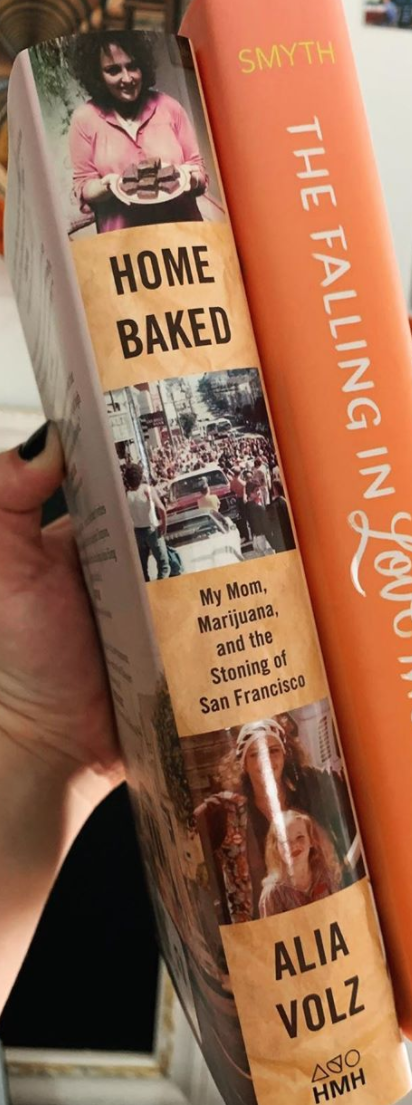 HOME
BAKED
My Mom,
Marijuana,
and the
Stoning of
San Francisco
ALIA
VOLZ
HMH
SMYTH
THE FALLING IN